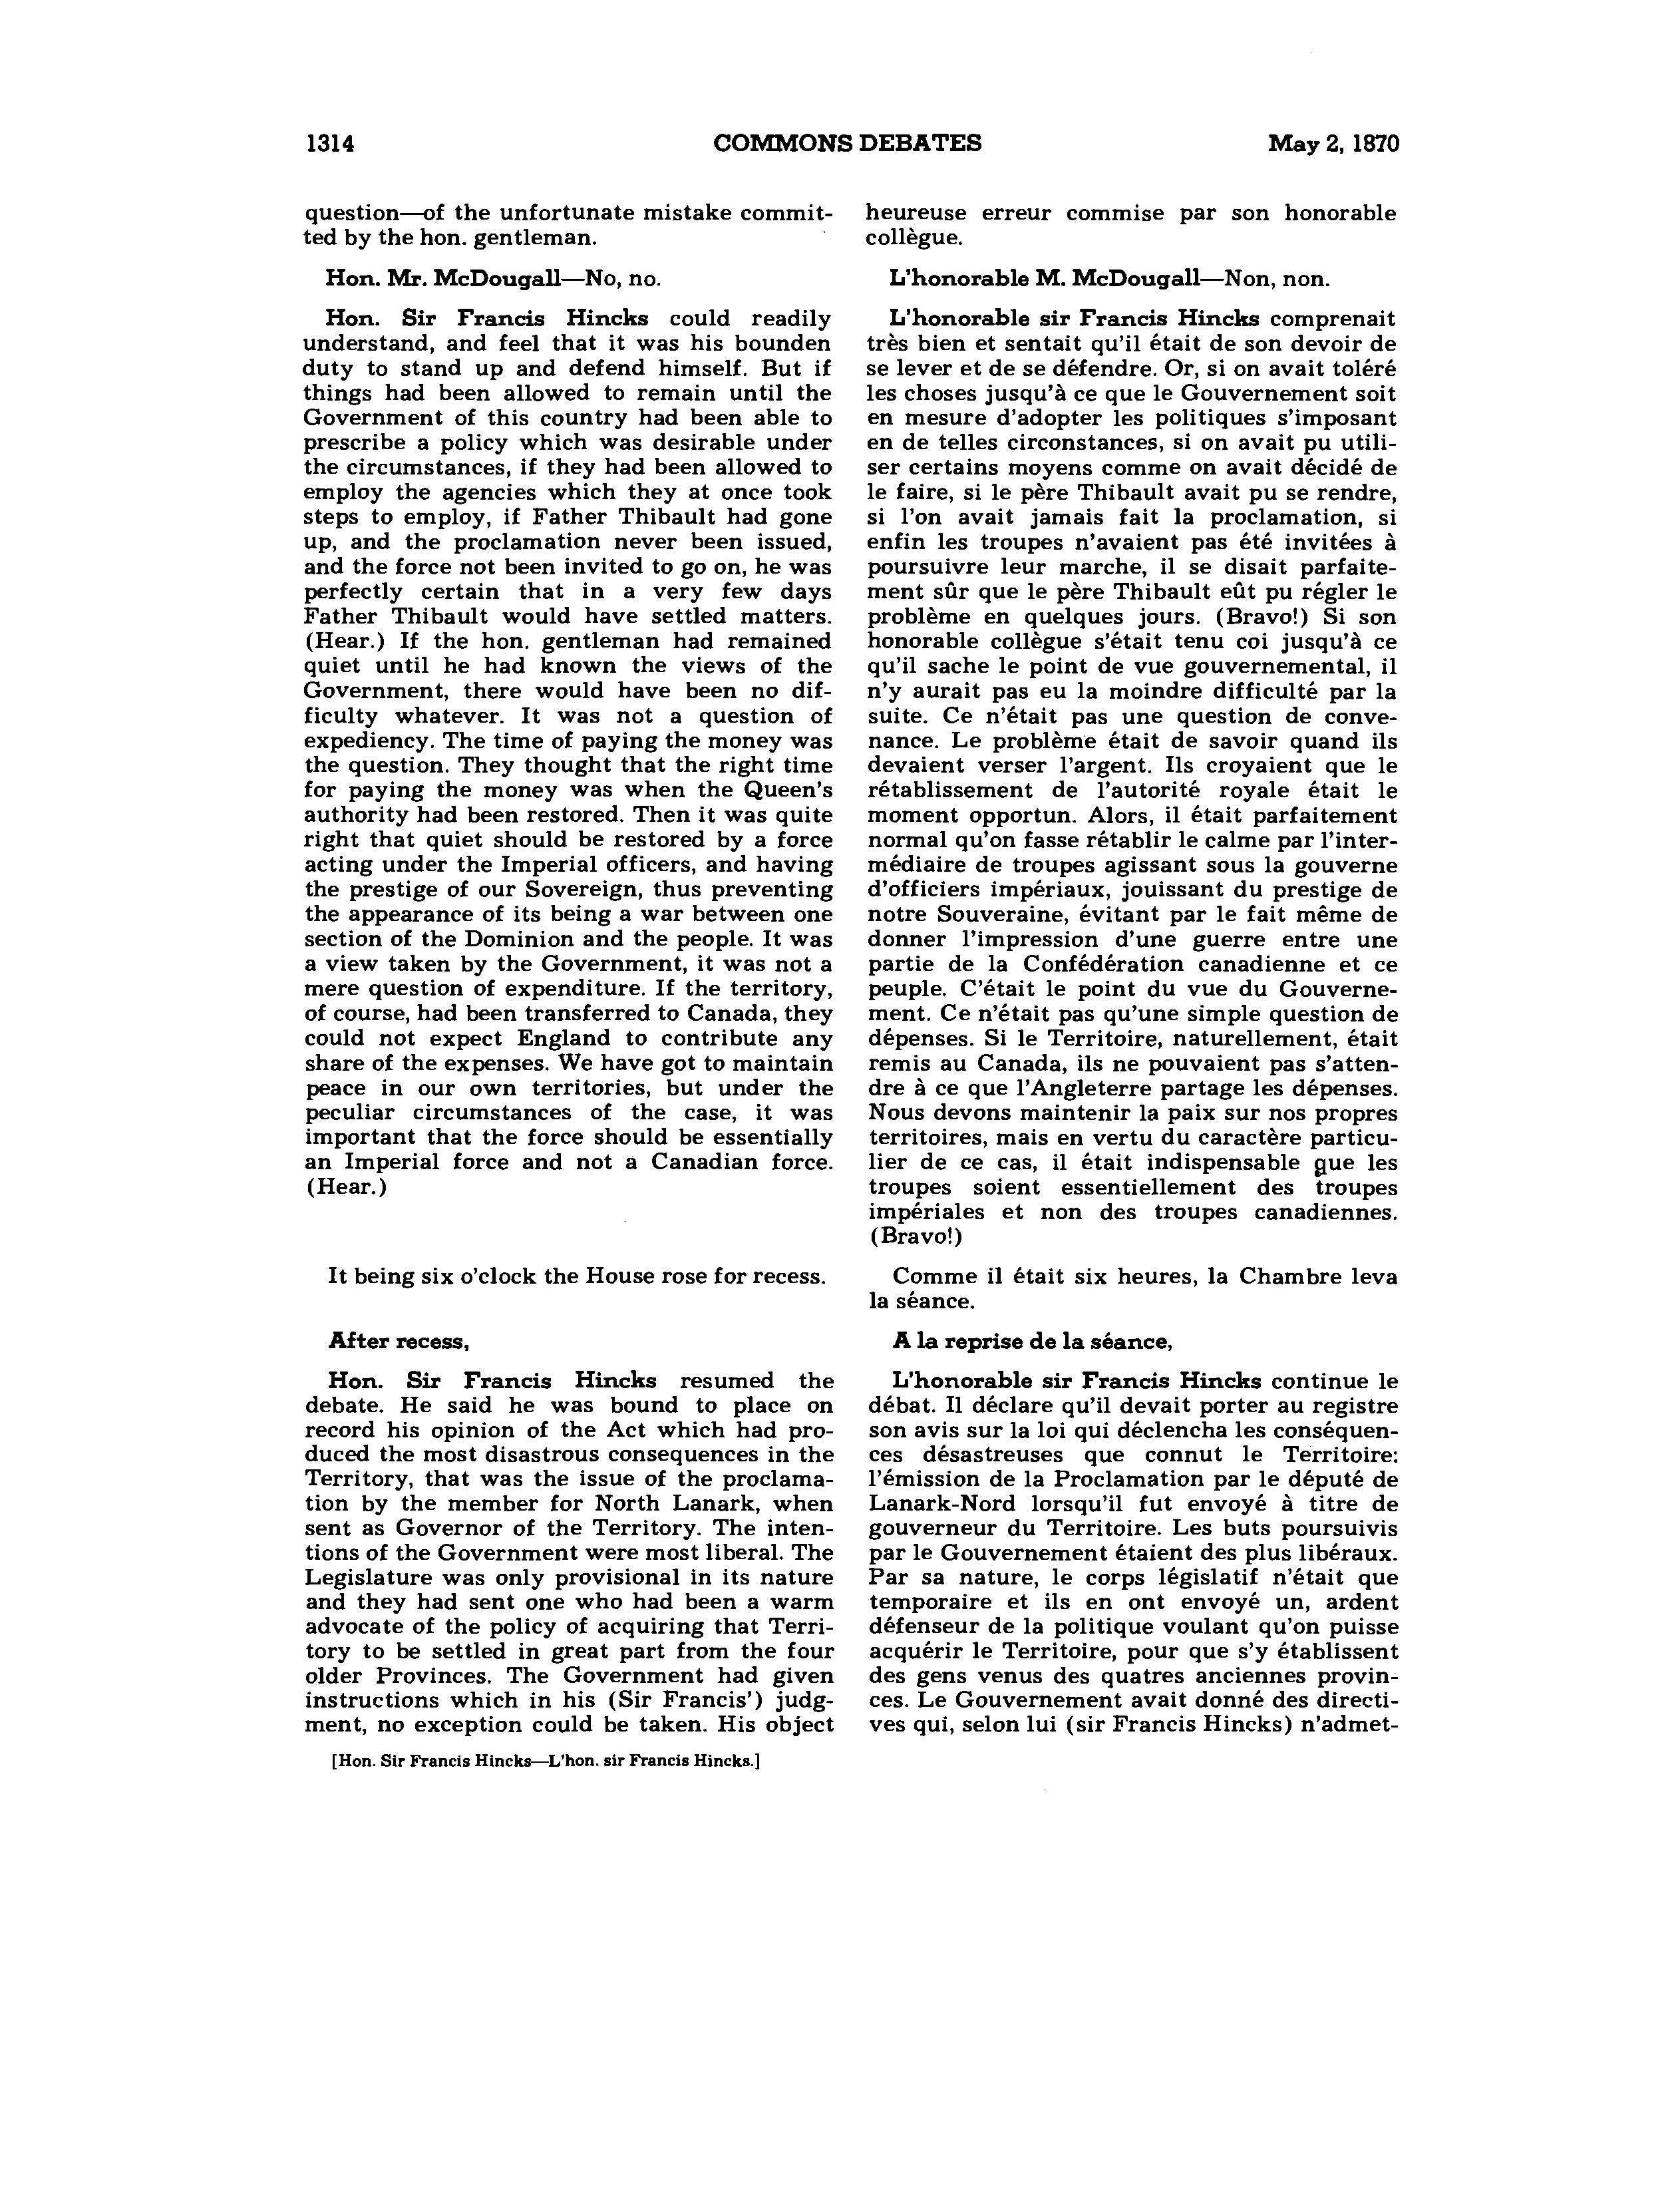 1314 COMMONS DEBATES May 2, 1870
question—of the unfortunate mistake commit-
ted by the hon. gentleman.
Hon. Mr. McDougall—No, no.
Hon. Sir Francis Hincks could readily
understand, and feel that it was his bounden
duty to stand up and defend himself. But if
things had been allowed to remain until the
Government of this country had been able to
prescribe a policy which was desirable under
the circumstances, if they had been allowed to
employ the agencies which they at once took
steps to employ, if Father Thibault had gone
up, and the proclamation never been issued,
and the force not been invited to go on, he was
perfectly certain that in a very few days
Father Thibault would have settled matters.
(Hear.) If the hon. gentleman had remained
quiet until he had known the views of the
Government, there would have been no dif-
ficulty whatever. It was not a question of
expediency. The time of paying the money was
the question. They thought that the right time
for paying the money was when the Queen's
authority had been restored. Then it was quite
right that quiet should be restored by a force
acting under the Imperial officers, and having
the prestige of our Sovereign, thus preventing
the appearance of its being a war between one
section of the Dominion and the people. It was
a view taken by the Government, it was not a
mere question of expenditure. If the territory,
of course, had been transferred to Canada, they
could not expect England to contribute any
share of the expenses. We have got to maintain
peace in our own territories, but under the
peculiar circumstances of the case, it was
important that the force should be essentially
an Imperial force and not a Canadian force.
(Hear.)
It being six o'clock the House rose for recess.
After recess,
Hon. Sir Francis Hincks resumed the
debate. He said he was bound to place on
record his opinion of the Act which had pro-
duced the most disastrous consequences in the
Territory, that was the issue of the proclama-
tion by the member for North Lanark, when
sent as Governor of the Territory. The inten-
tions of the Government were most liberal. The
Legislature was only provisional in its nature
and they had sent one who had been a warm
advocate of the policy of acquiring that Terri-
tory to be settled in great part from the four
older Provinces. The Government had given
instructions which in his (Sir Francis') judg-
ment, no exception could be taken. His object
heureuse erreur commise par son honorable
collègue.
L'honorable M. McDougall—Non, non.
L'honorable sir Francis Hincks comprenait
très bien et sentait qu'il était de son devoir de
se lever et de se défendre. Or, si on avait toléré
les choses jusqu'à ce que le Gouvernement soit
en mesure d'adopter les politiques s'imposant
en de telles circonstances, si on avait pu utili-
ser certains moyens comme on avait décidé de
le faire, si le père Thibault avait pu se rendre,
si l'on avait jamais fait la proclamation, si
enfin les troupes n'avaient pas été invitées à
poursuivre leur marche, il se disait parfaite-
ment sûr que le père Thibault eût pu régler le
problème en quelques jours. (Bravo!) Si son
honorable collègue s'était tenu coi jusqu'à ce
qu'il sache le point de vue gouvernemental, il
n'y aurait pas eu la moindre difficulté par la
suite. Ce n'était pas une question de conve-
nance. Le problème était de savoir quand ils
devaient verser l'argent. Ils croyaient que le
rétablissement de l'autorité royale était le
moment opportun. Alors, il était parfaitement
normal qu'on fasse rétablir le calme par l'inter-
médiaire de troupes agissant sous la gouverne
d'officiers impériaux, jouissant du prestige de
notre Souveraine, évitant par le fait même de
donner l'impression d'une guerre entre une
partie de la Confédération canadienne et ce
peuple. C'était le point du vue du Gouverne-
ment. Ce n'était pas qu'une simple question de
dépenses. Si le Territoire, naturellement, était
remis au Canada, ils ne pouvaient pas s'atten-
dre à ce que l'Angleterre partage les dépenses.
Nous devons maintenir la paix sur nos propres
territoires, mais en vertu du caractère particu-
lier de ce cas, il était indispensable que les
troupes soient essentiellement des troupes
impériales et non des troupes canadiennes.
(Bravo!)
Comme il était six heures, la Chambre leva
la séance.
A la reprise de la séance,
L'honorable sir Francis Hincks continue le
débat. Il déclare qu'il devait porter au registre
son avis sur la loi qui déclencha les conséquen-
ces désastreuses que connut le Territoire:
l'émission de la Proclamation par le député de
Lanark-Nord lorsqu'il fut envoyé à titre de
gouverneur du Territoire. Les buts poursuivis
par le Gouvernement étaient des plus libéraux.
Par sa nature, le corps législatif n'était que
temporaire et ils en ont envoyé un, ardent
défenseur de la politique voulant qu'on puisse
acquérir le Territoire, pour que s'y établissent
des gens venus des quatres anciennes provin-
ces. Le Gouvernement avait donné des directi-
ves qui, selon lui (sir Francis Hincks) n'admet-
[Hon. Sir Francis Hincks—L'hon. sir Francis Hincks.]